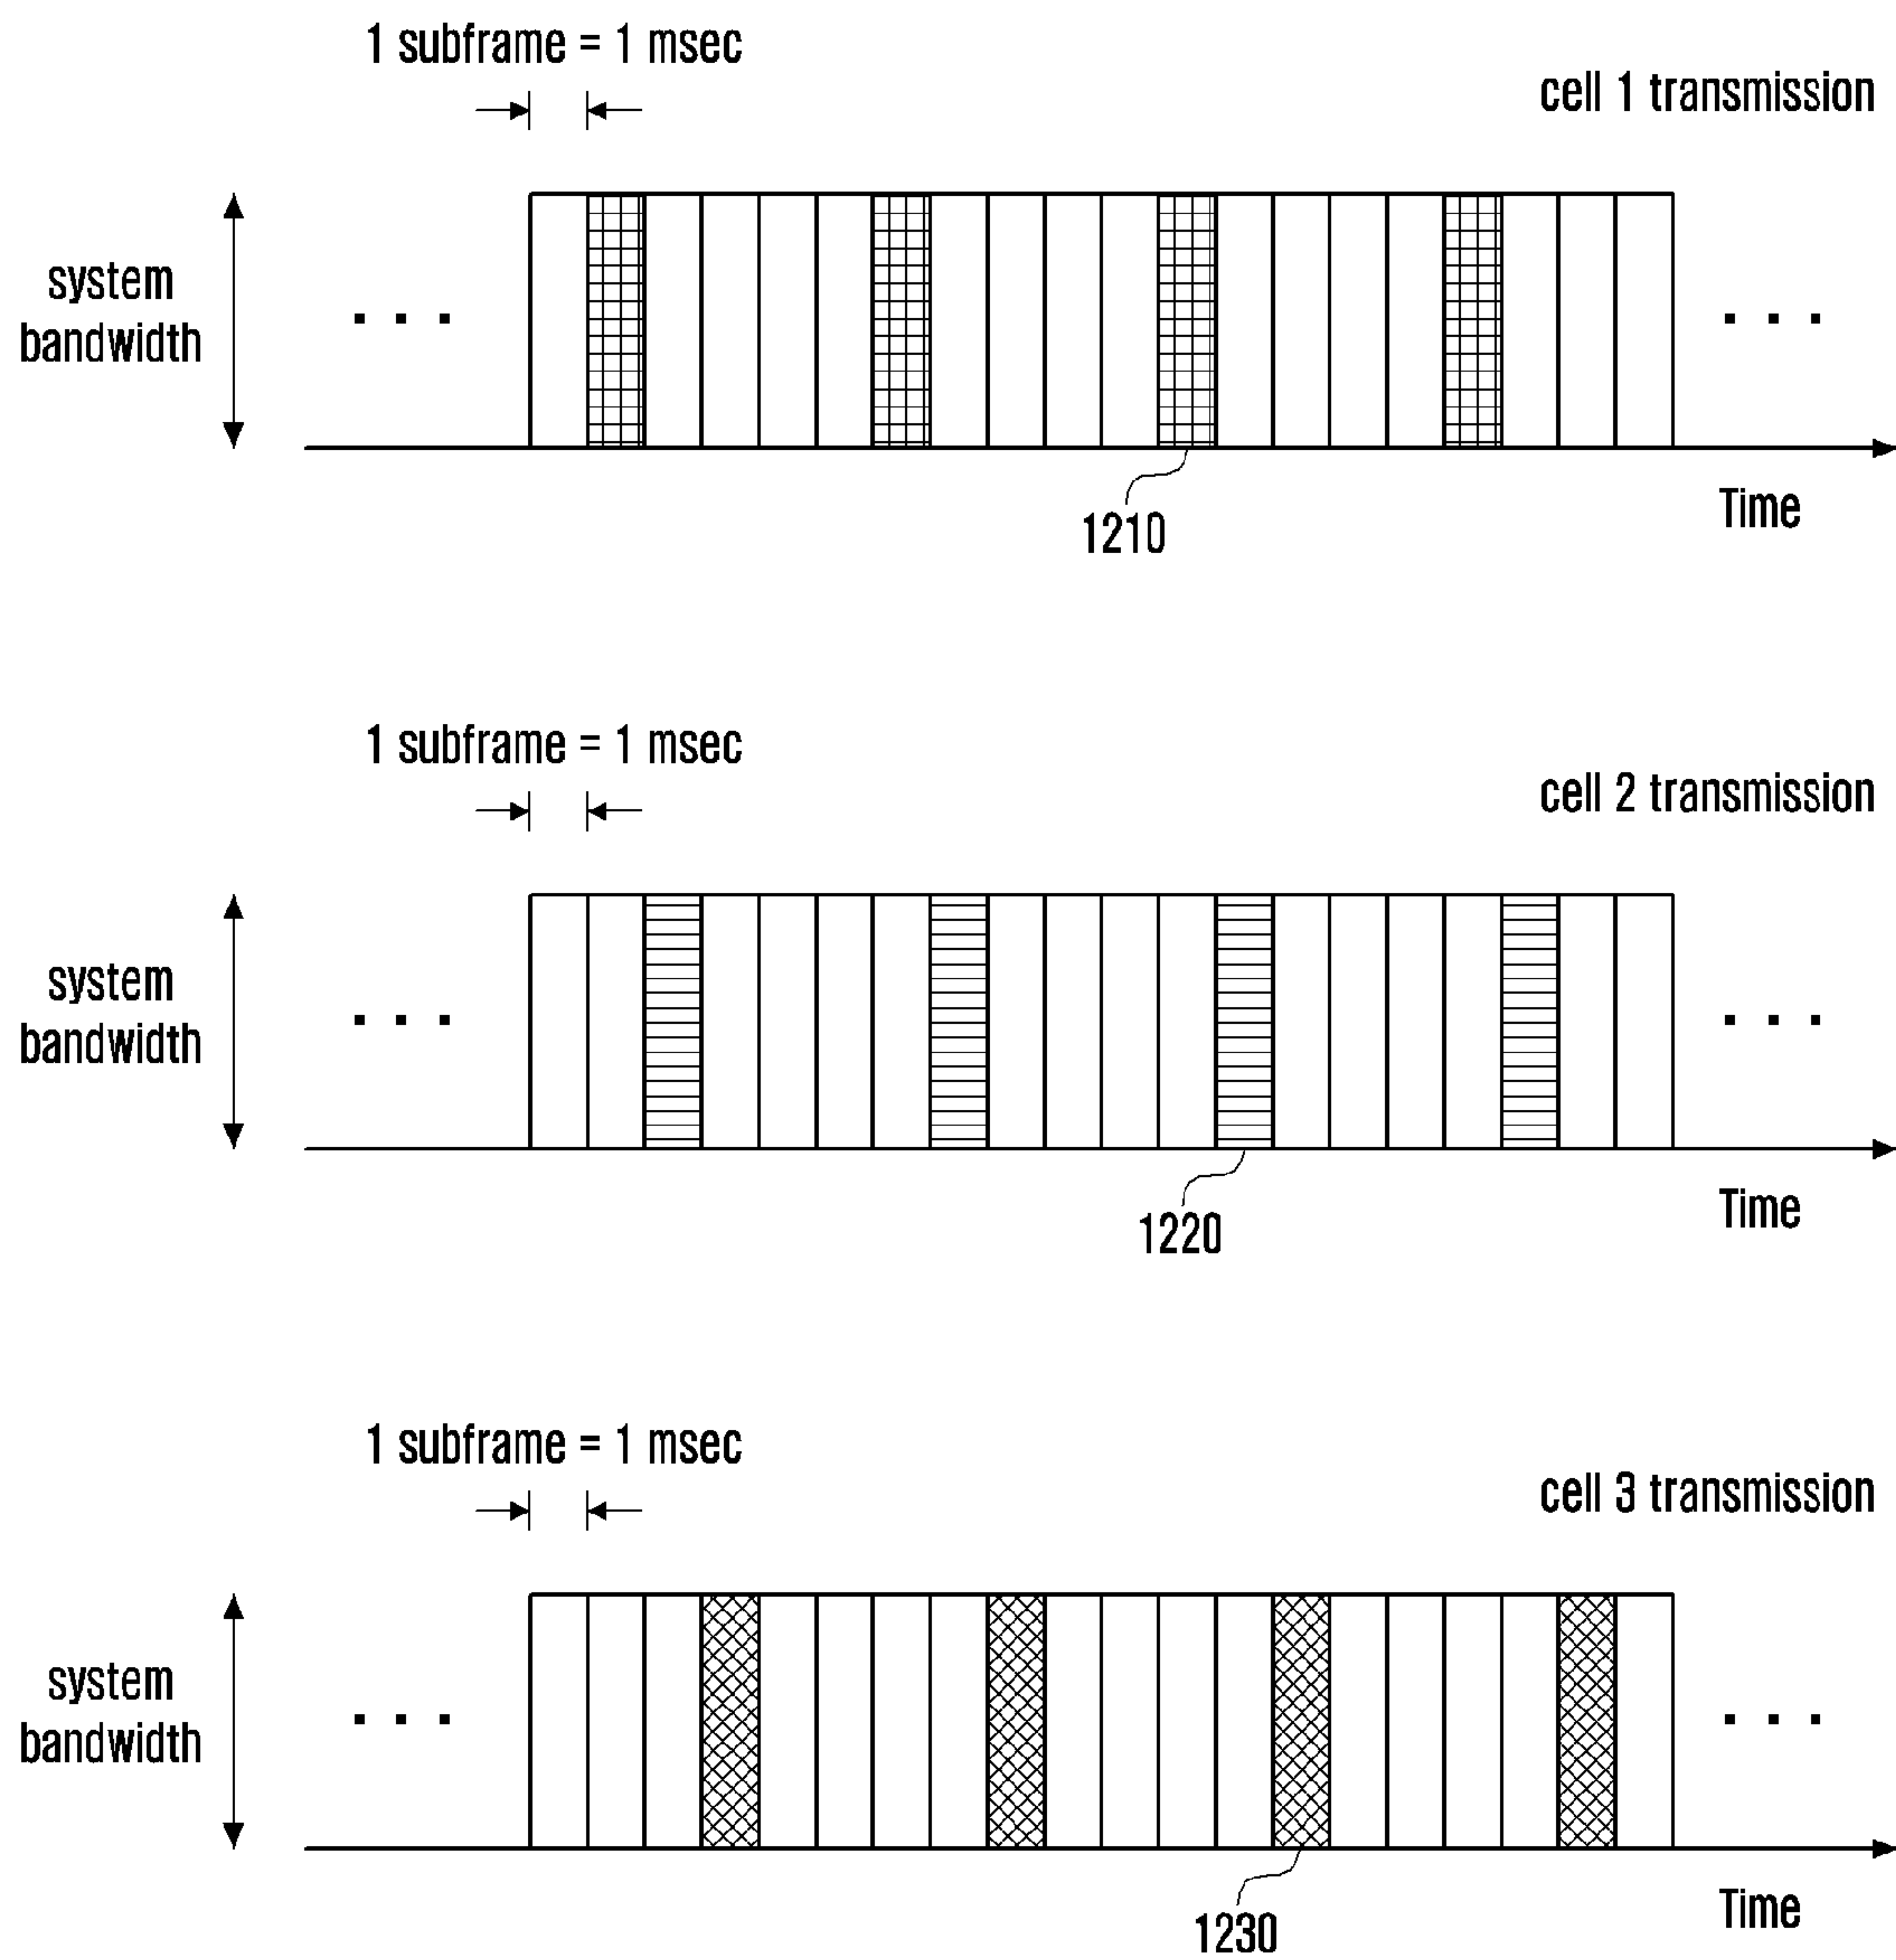 1 subframe = 1 msec
cell 1 transmission
system
bandwidth
. . .
. . .
Time
1210
1 subframe = 1 msec
cell 2 transmission
system
bandwidth
. . .
. . .
Time
1220
1 subframe = 1 msec
cell 3 transmission
system
bandwidth
. . .
. . .
Time
1230